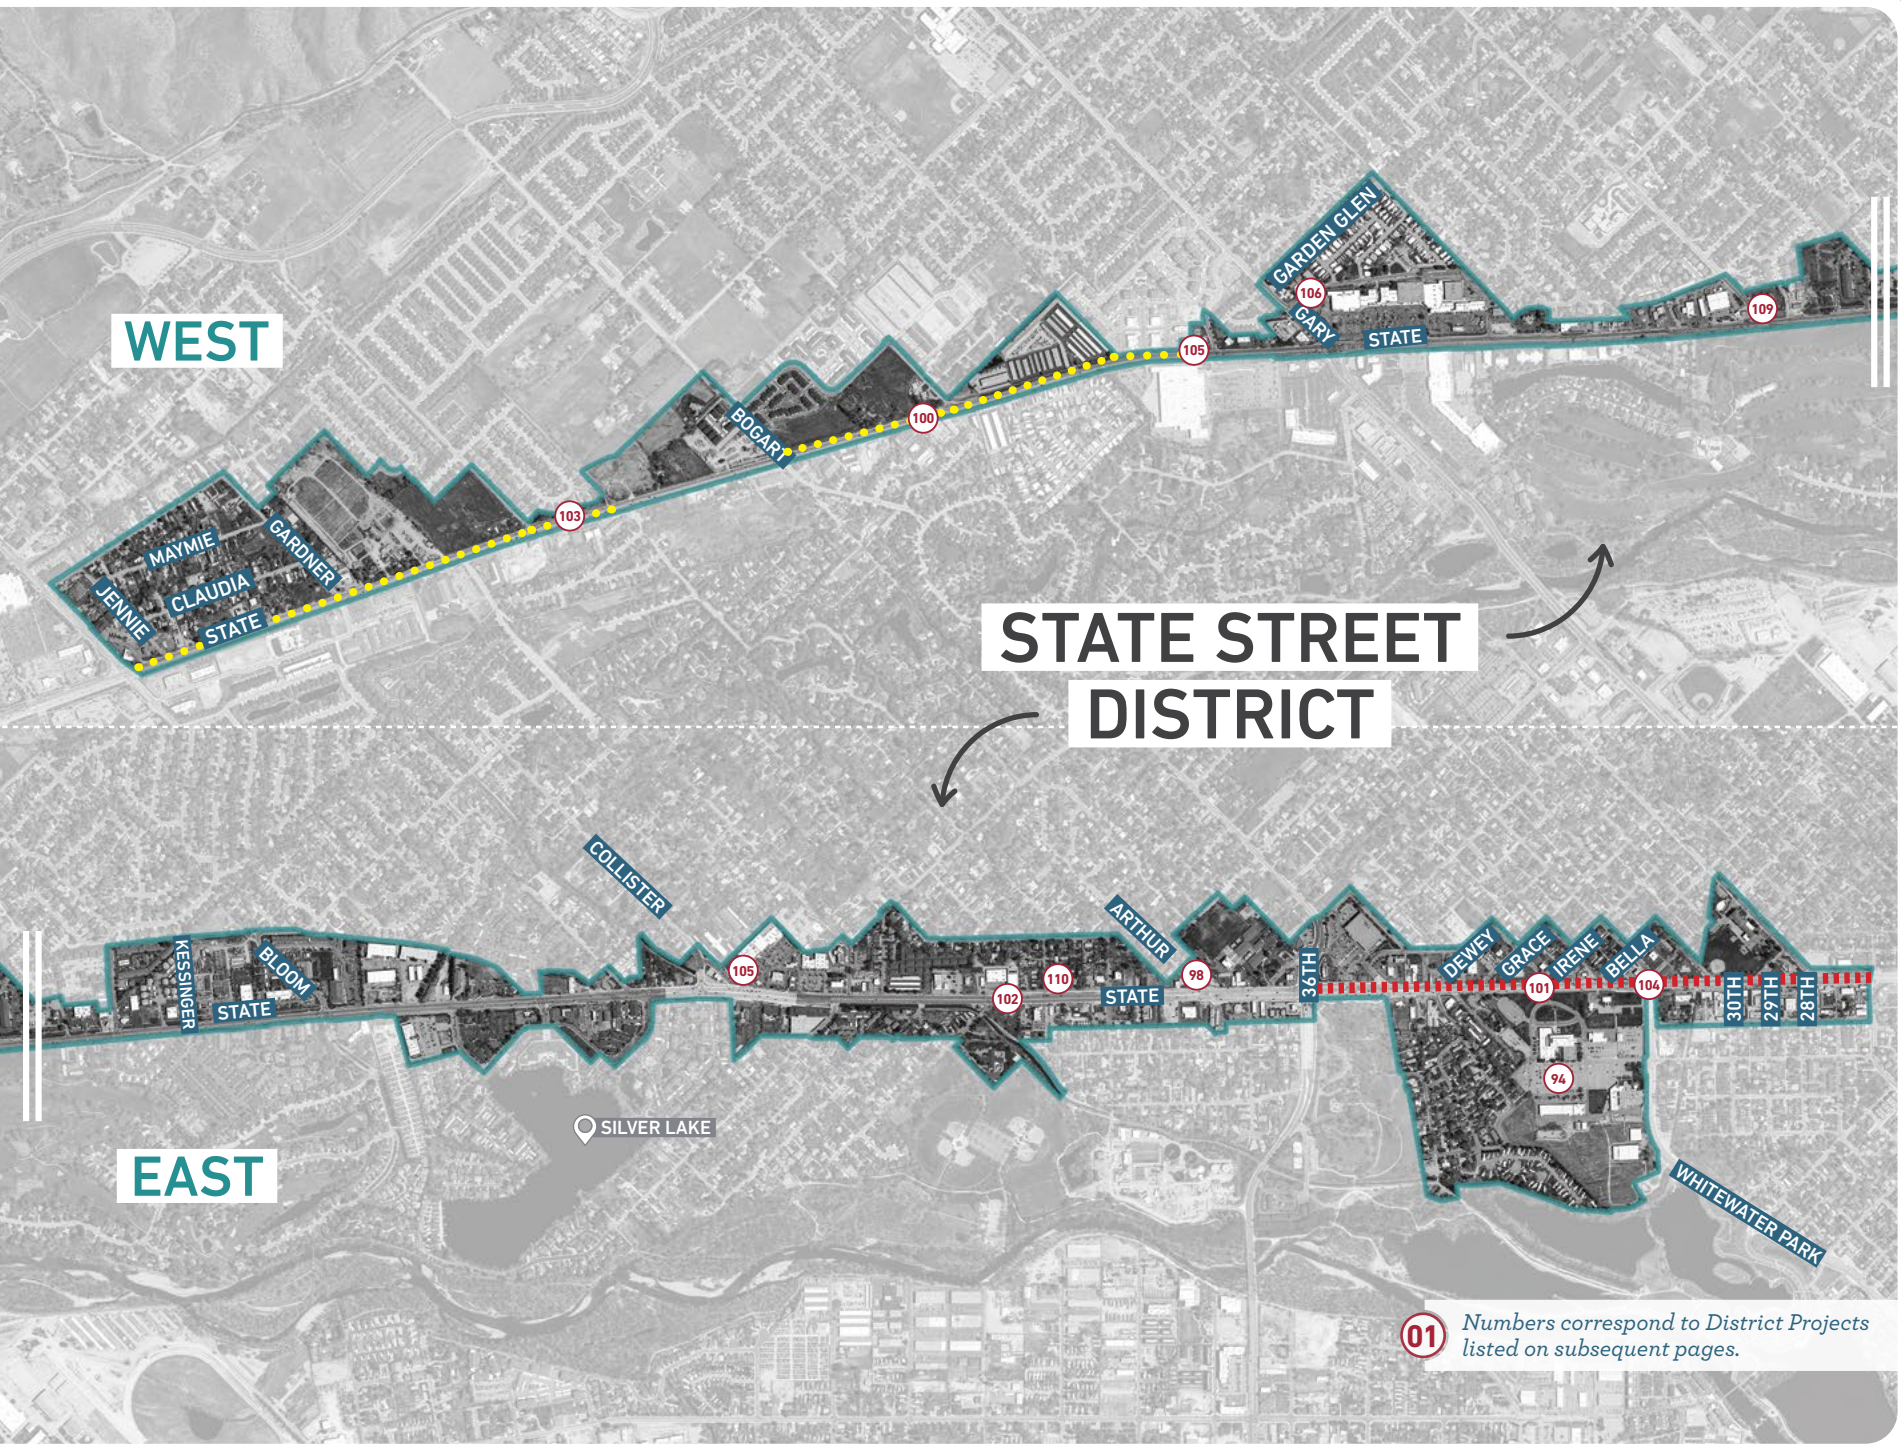 GARDEN GLEN
106
GARY
STATE
109
WEST
105
BOGART
100
103
MAYMIE
GARDNER
CLAUDIA
JENNIE
STATE
STATE STREET
DISTRICT
COLLISTER
ARTHUR
KESSINGER
BLOOM
STATE
105
110
102
STATE
98
36TH
DEWEY
GRACE
IRENE
BELLA
101
104
30TH
29TH
28TH
94
SILVER LAKE
EAST
WHITEWATER PARK
01
Numbers correspond to District Projects
listed on subsequent pages.